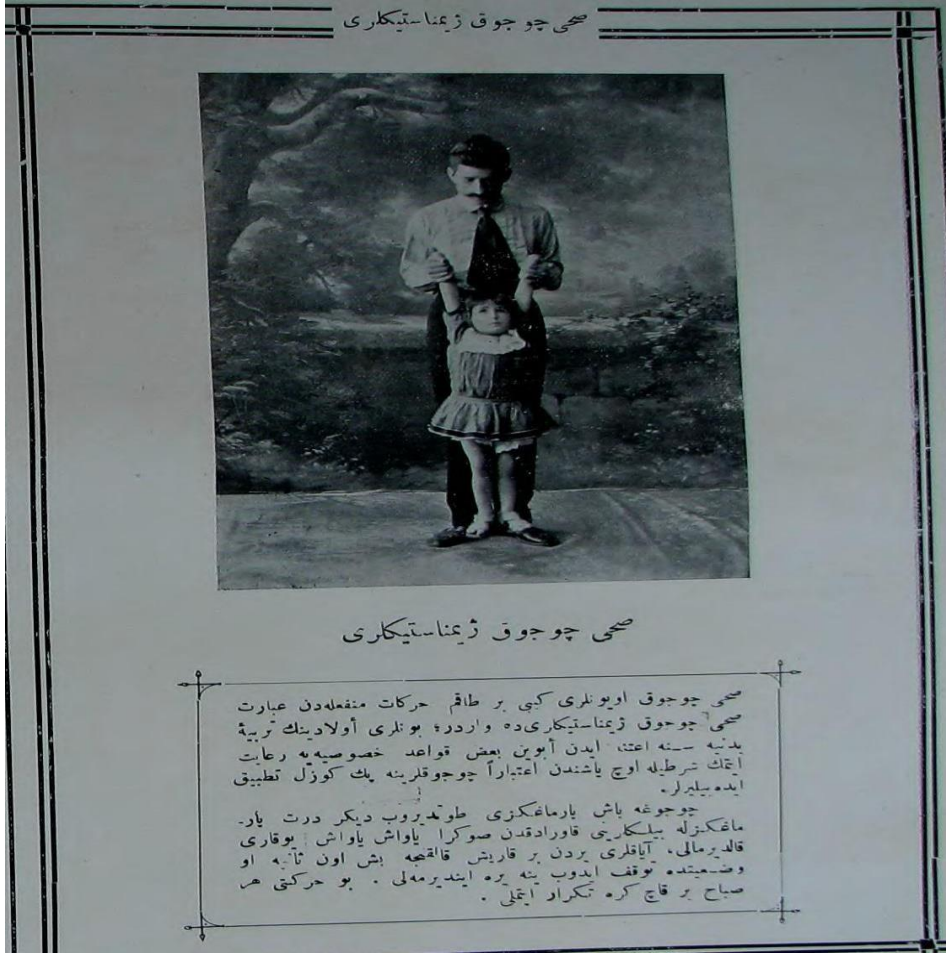 صحی چوجوق ژیمناستیکلری
صحی چوجوق ژیمناستیکلری
صحی چوجوق اویونلری کبی بر طاقم حرکات منفعله‌دن عبارت
صحی چوجوق ژیمناستیکلری‌ده واردر؛ بونلری أولادینك تربیهٔ
بدنیه سنه اعتنا ایدن أبوین بعض قواعد خصوصیه‌یه رعایت
ایتمك شرطیله اوچ یاشندن اعتباراً چوجوقلرینه پك کوزل تطبیق
ایده‌بیلیرلر.
چوجوغه باش پارماغکزی طوتدیروب دیکر درت پار-
ماغکزله بیلکلرینی قاورادقدن صوکرا یاواش یاواش یوقاری
قالدیرمالی، آیاقلری یردن بر قاریش قالقنجه بش اون ثانیه او
وضعیتده توقف ایدوب ینه یره ایندیرمه‌لی . بو حرکتی هر
صباح بر قاچ کره تکرار ایتملی .